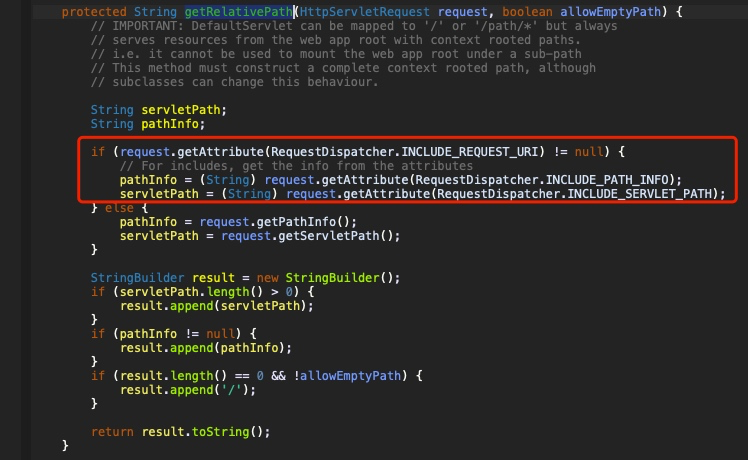 protected String getRelativePath(HttpServletRequest request, boolean allowEmptyPath) {
// IMPORTANT: DefaultServlet can be mapped to '/' or '/path/*' but always
// serves resources from the web app root with context rooted paths.
// i.e. it cannot be used to mount the web app root under a sub-path
// This method must construct a complete context rooted path, although
// subclasses can change this behaviour.
String servletPath;
String pathInfo;
if (request.getAttribute(RequestDispatcher.INCLUDE_REQUEST_URI) != null) {
// For includes, get the info from the attributes
pathInfo = (String) request.getAttribute(RequestDispatcher.INCLUDE_PATH_INFO);
servletPath = (String) request.getAttribute(RequestDispatcher.INCLUDE_SERVLET_PATH);
} else {
pathInfo = request.getPathInfo();
servletPath = request.getServletPath();
}
StringBuilder result = new StringBuilder();
if (servletPath.length() > 0) {
result.append(servletPath);
}
if (pathInfo != null) {
result.append(pathInfo);
}
if (result.length() == 0 && !allowEmptyPath) {
result.append('/');
}
return result.toString();
}